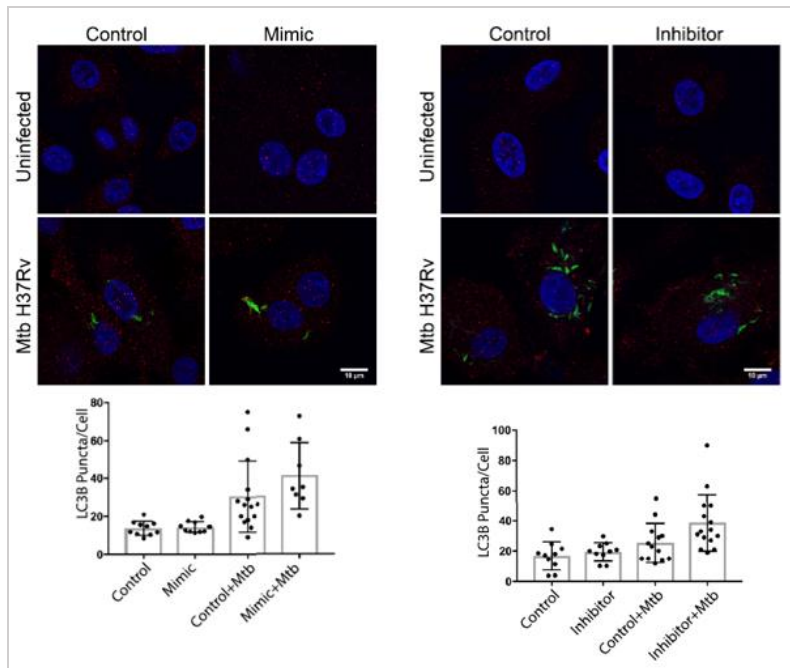 Control Mimic Control Inhibitor
Uninfected Uninfected
Mtb H37Rv Mtb H37Rv
10 μm 10 μm
LC3B Puncta/Cell
80
60
40
20
0
Control Mimic Control+Mtb Mimic+Mtb
LC3B Puncta/Cell
100
80
60
40
20
0
Control Inhibitor Control+Mtb Inhibitor+Mtb